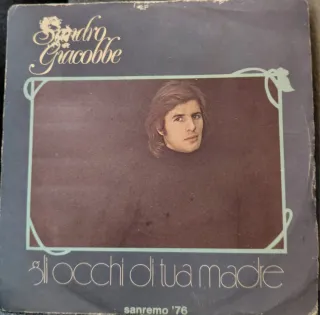 Sandro
Giacobbe
gli occhi di tua madre
sanremo '76